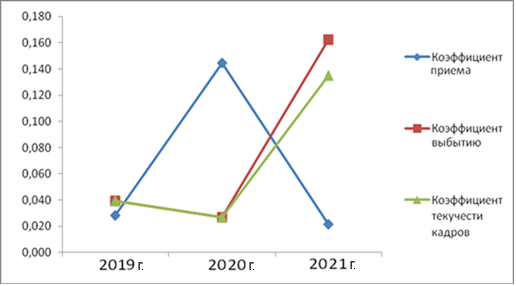 0,180
0,160
0,140
0,120
0,100
0,080
0,060
0,040
0,020
0,000
2019 г.
2020 г.
2021 г.
Коэффициент
приема
Коэффициент
выбытию
Коэффициент
текучести
кадров